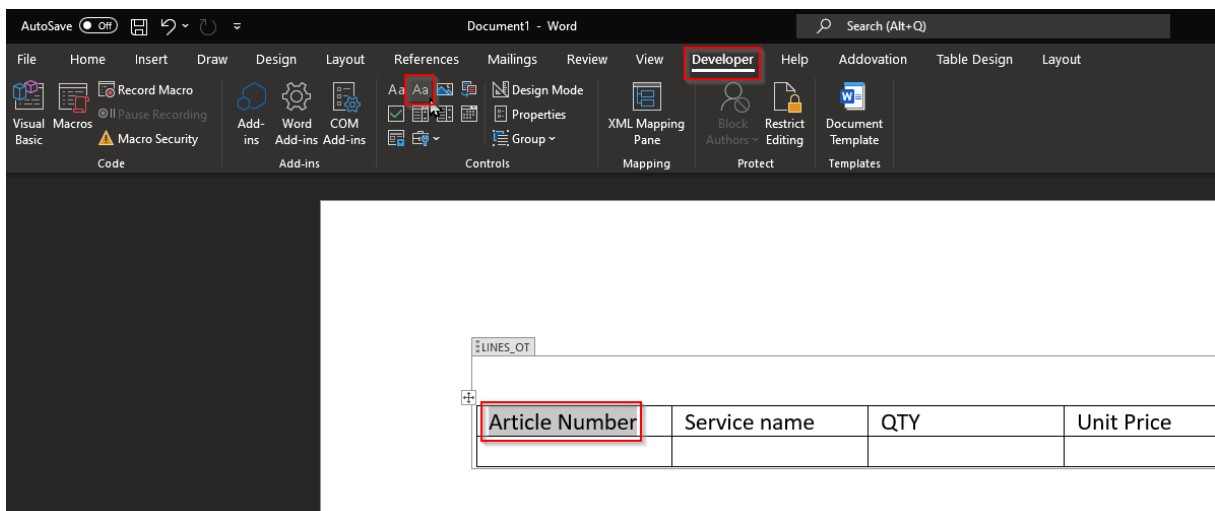 AutoSave Off Document1 - Word Search (Alt+Q)
File Home Insert Draw Design Layout References Mailings Review View Developer Help Addovation Table Design Layout
Record Macro Aa Aa Design Mode
Pause Recording Properties
Visual Basic Macros Macro Security Add-ins Word Add-ins COM Add-ins Group XML Mapping Pane Block Authors Restrict Editing Document Template
Code Add-ins Controls Mapping Protect Templates
LINES_OT
Article Number Service name QTY Unit Price